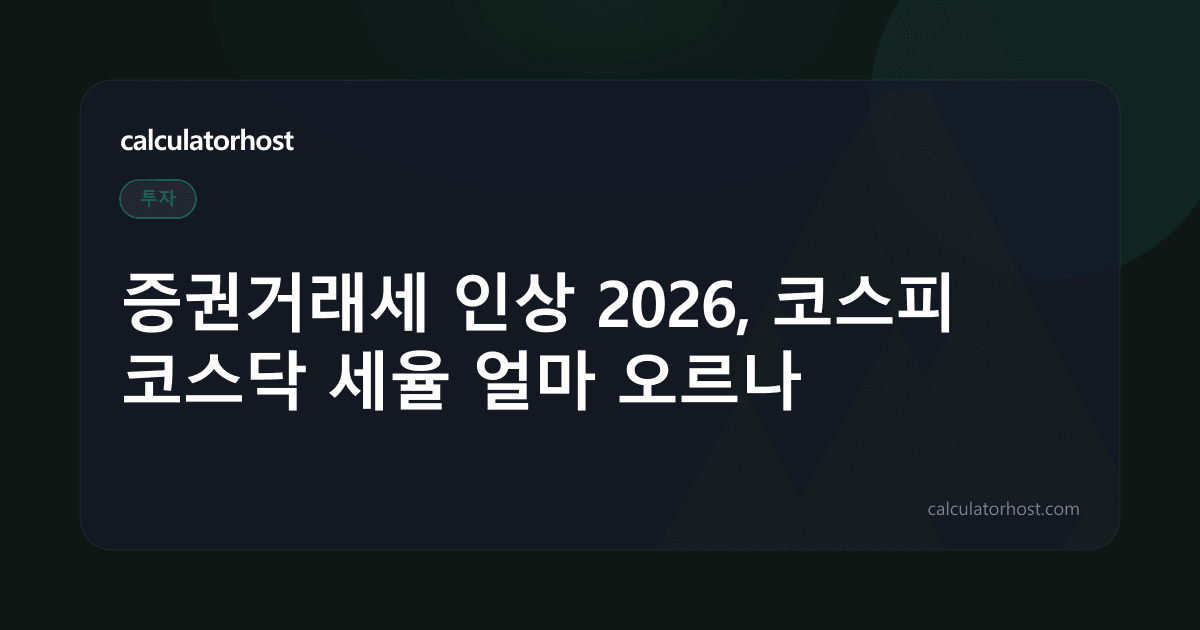 calculatorhost
투자
증권거래세 인상 2026, 코스피
코스닥 세율 얼마 오르나
calculatorhost.com